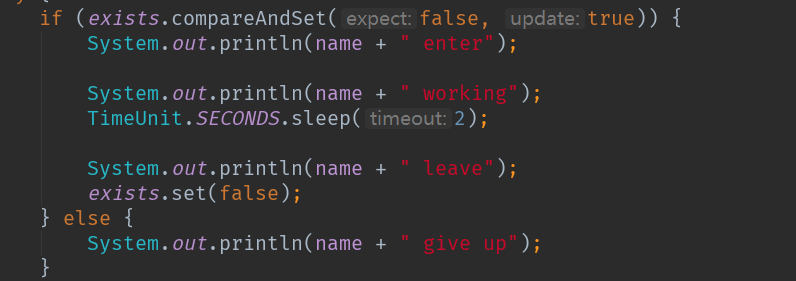 if (exists.compareAndSet(expect: false, update: true)) {
System.out.println(name + " enter");
System.out.println(name + " working");
TimeUnit.SECONDS.sleep(timeout: 2);
System.out.println(name + " leave");
exists.set(false);
} else {
System.out.println(name + " give up");
}